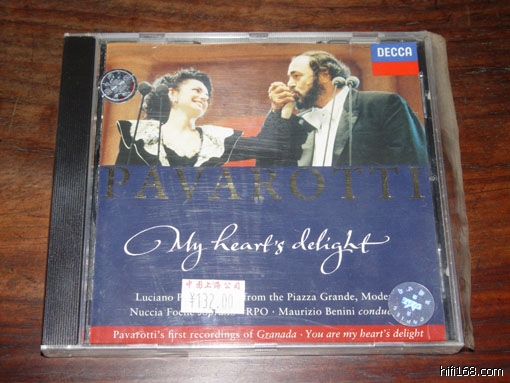 DECCA
PAVAROTTI
My heart's delight
中国上海公司
¥132.00
Luciano from the Piazza Grande, Mode
Nuccia Focile RPO · Maurizio Benini conduc
Pavarotti's first recordings of Granada · You are my heart's delight
hifi168.com